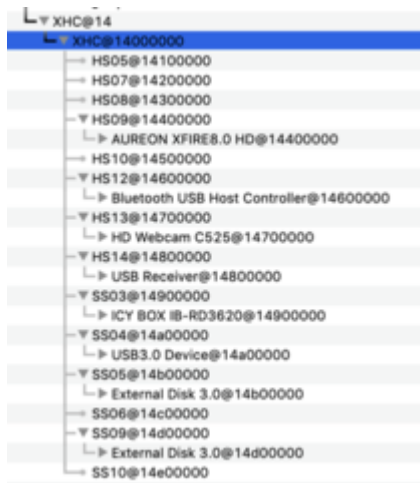 XHC@14
XHC@14000000
HS05@14100000
HS07@14200000
HS08@14300000
HS09@14400000
AUREON XFIRE8.0 HD@14400000
HS10@14500000
HS12@14600000
Bluetooth USB Host Controller@14600000
HS13@14700000
HD Webcam C525@14700000
HS14@14800000
USB Receiver@14800000
SS03@14900000
ICY BOX IB-RD3620@14900000
SS04@14a00000
USB3.0 Device@14a00000
SS05@14b00000
External Disk 3.0@14b00000
SS06@14c00000
SS09@14d00000
External Disk 3.0@14d00000
SS10@14e00000